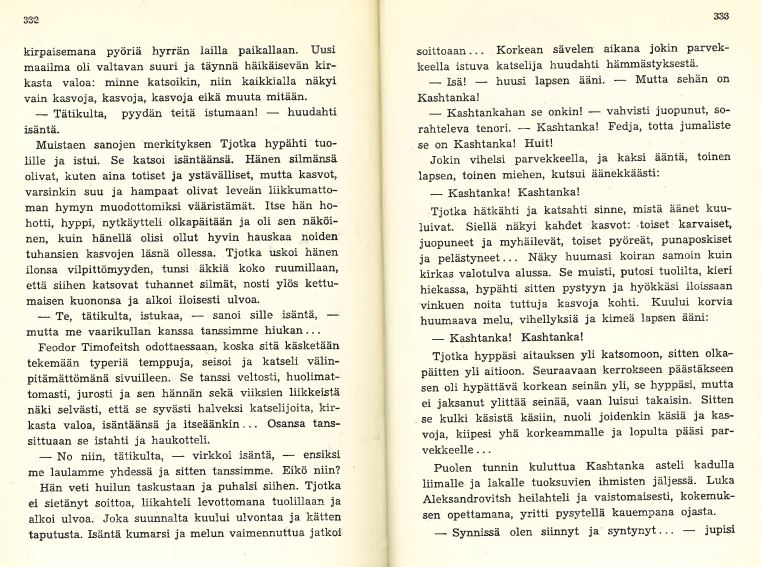 332
kirpaisemana pyöriä hyrrän lailla paikallaan. Uusi
maailma oli valtavan suuri ja täynnä häikäisevän kir-
kasta valoa: minne katsoikin, niin kaikkialla näkyi
vain kasvoja, kasvoja, kasvoja eikä muuta mitään.
— Tätikulta, pyydän teitä istumaan! — huudahti
isäntä.
Muistaen sanojen merkityksen Tjotka hypähti tuo-
lille ja istui. Se katsoi isäntäänsä. Hänen silmänsä
olivat, kuten aina totiset ja ystävälliset, mutta kasvot,
varsinkin suu ja hampaat olivat leveän liikkumatto-
man hymyn muodottomiksi vääristämät. Itse hän ho-
hotti, hyppi, nytkäytteli olkapäitään ja oli sen näköi-
nen, kuin hänellä olisi ollut hyvin hauskaa noiden
tuhansien kasvojen läsnä ollessa. Tjotka uskoi hänen
ilonsa vilpittömyyden, tunsi äkkiä koko ruumillaan,
että siihen katsovat tuhannet silmät, nosti ylös kettu-
maisen kuononsa ja alkoi iloisesti ulvoa.
— Te, tätikulta, istukaa, — sanoi sille isäntä, —
mutta me vaarikullan kanssa tanssimme hiukan...
Feodor Timofeitsh odottaessaan, koska sitä käsketään
tekemään typeriä temppuja, seisoi ja katseli välin-
pitämättömänä sivuilleen. Se tanssi veltosti, huolimat-
tomasti, jurosti ja sen hännän sekä viiksien liikkeistä
näki selvästi, että se syvästi halveksi katselijoita, kir-
kasta valoa, isäntäänsä ja itseäänkin... Osansa tans-
sittuaan se istahti ja haukotteli.
— No niin, tätikulta, — virkkoi isäntä, — ensiksi
me laulamme yhdessä ja sitten tanssimme. Eikö niin?
Hän veti huilun taskustaan ja puhalsi siihen. Tjotka
ei sietänyt soittoa, liikahteli levottomana tuolillaan ja
alkoi ulvoa. Joka suunnalta kuului ulvontaa ja kätten
taputusta. Isäntä kumarsi ja melun vaimennuttua jatkoi
333
soittoaan... Korkean sävelen aikana jokin parvek-
keella istuva katselija huudahti hämmästyksestä.
— Isä! — huusi lapsen ääni. — Mutta sehän on
Kashtanka!
— Kashtankahan se onkin! — vahvisti juopunut, so-
rahteleva tenori. — Kashtanka! Fedja, totta jumaliste
se on Kashtanka! Huit!
Jokin vihelsi parvekkeella, ja kaksi ääntä, toinen
lapsen, toinen miehen, kutsui äänekkäästi:
— Kashtanka! Kashtanka!
Tjotka hätkähti ja katsahti sinne, mistä äänet kuu-
luivat. Siellä näkyi kahdet kasvot: toiset karvaiset,
juopuneet ja myhäilevät, toiset pyöreät, punaposkiset
ja pelästyneet... Näky huumasi koiran samoin kuin
kirkas valotulva alussa. Se muisti, putosi tuolilta, kieri
hiekassa, hypähti sitten pystyyn ja hyökkäsi iloissaan
vinkuen noita tuttuja kasvoja kohti. Kuului korvia
huumaava melu, vihellyksiä ja kimeä lapsen ääni:
— Kashtanka! Kashtanka!
Tjotka hyppäsi aitauksen yli katsomoon, sitten olka-
päitten yli aitioon. Seuraavaan kerrokseen päästäkseen
sen oli hypättävä korkean seinän yli, se hyppäsi, mutta
ei jaksanut ylittää seinää, vaan luisui takaisin. Sitten
se kulki käsistä käsiin, nuoli joidenkin käsiä ja kas-
voja, kiipesi yhä korkeammalle ja lopulta pääsi par-
vekkeelle...
Puolen tunnin kuluttua Kashtanka asteli kadulla
liimalle ja lakalle tuoksuvien ihmisten jäljessä. Luka
Aleksandrovitsh heilahteli ja vaistomaisesti, kokemuk-
sen opettamana, yritti pysytellä kauempana ojasta.
— Synnissä olen siinnyt ja syntynyt... — jupisi